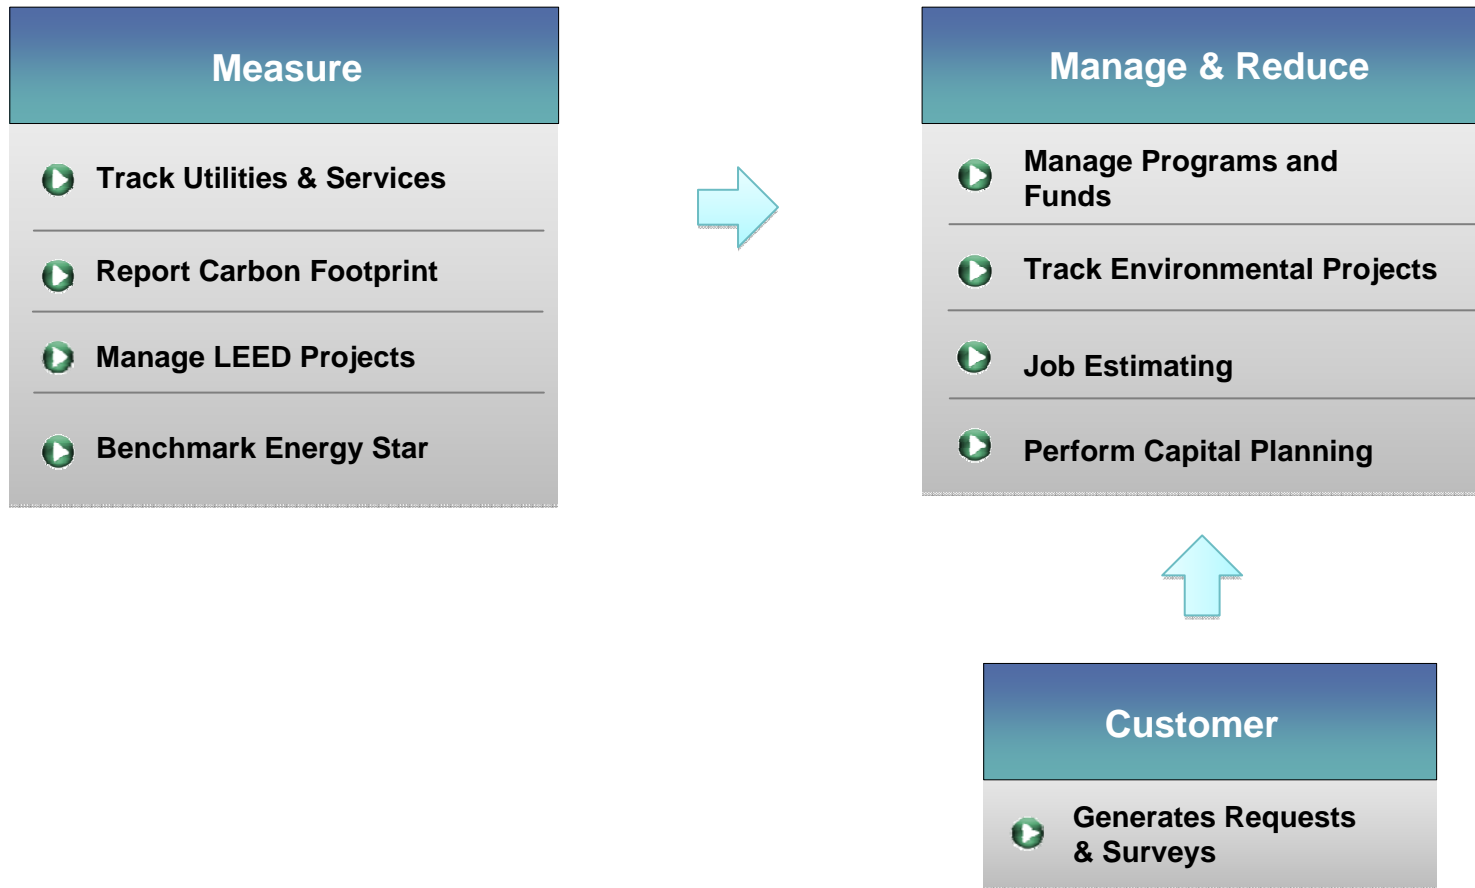 Measure
Track Utilities & Services
Report Carbon Footprint
Manage LEED Projects
Benchmark Energy Star
Manage & Reduce
Manage Programs and
Funds
Track Environmental Projects
Job Estimating
Perform Capital Planning
Customer
Generates Requests
& Surveys